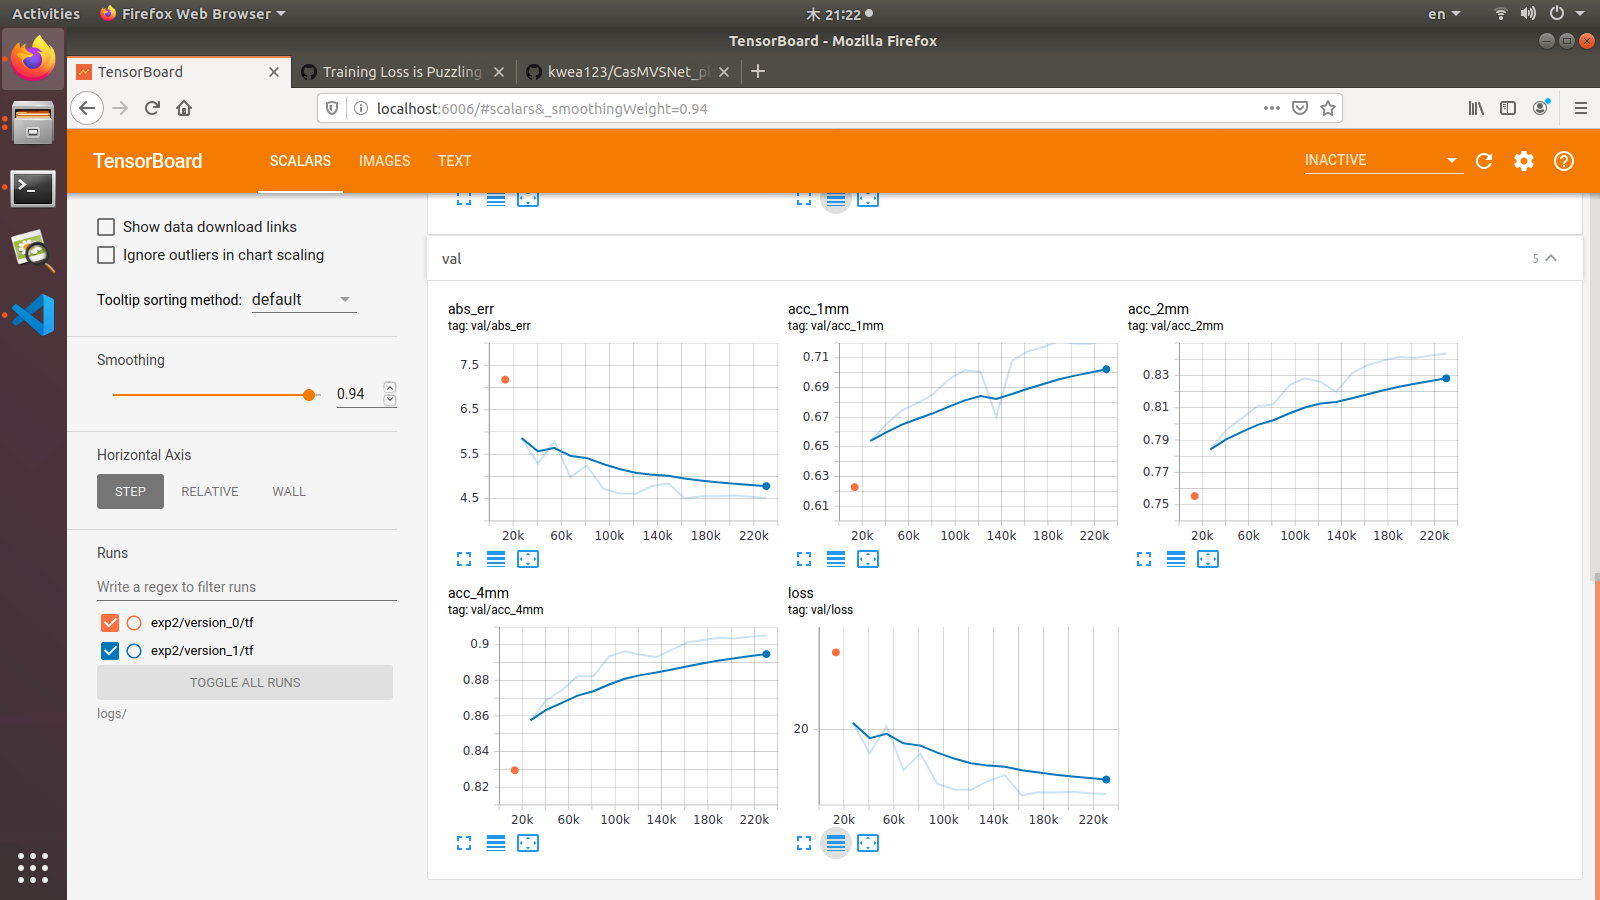 Activities
Firefox Web Browser
木 21:22
en
TensorBoard - Mozilla Firefox
TensorBoard
Training Loss is Puzzling
kwea123/CasMVSNet_pl
localhost:6006/#scalars&_smoothingWeight=0.94
TensorBoard
SCALARS
IMAGES
TEXT
INACTIVE
Show data download links
Ignore outliers in chart scaling
Tooltip sorting method:
default
Smoothing
0.94
Horizontal Axis
STEP
RELATIVE
WALL
Runs
Write a regex to filter runs
exp2/version_0/tf
exp2/version_1/tf
TOGGLE ALL RUNS
logs/
val
5
abs_err
tag: val/abs_err
7.5
6.5
5.5
4.5
20k 60k 100k 140k 180k 220k
acc_1mm
tag: val/acc_1mm
0.71
0.69
0.67
0.65
0.63
0.61
20k 60k 100k 140k 180k 220k
acc_2mm
tag: val/acc_2mm
0.83
0.81
0.79
0.77
0.75
20k 60k 100k 140k 180k 220k
acc_4mm
tag: val/acc_4mm
0.9
0.88
0.86
0.84
0.82
20k 60k 100k 140k 180k 220k
loss
tag: val/loss
20
20k 60k 100k 140k 180k 220k